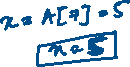 x = A[7] = 5
x = 5